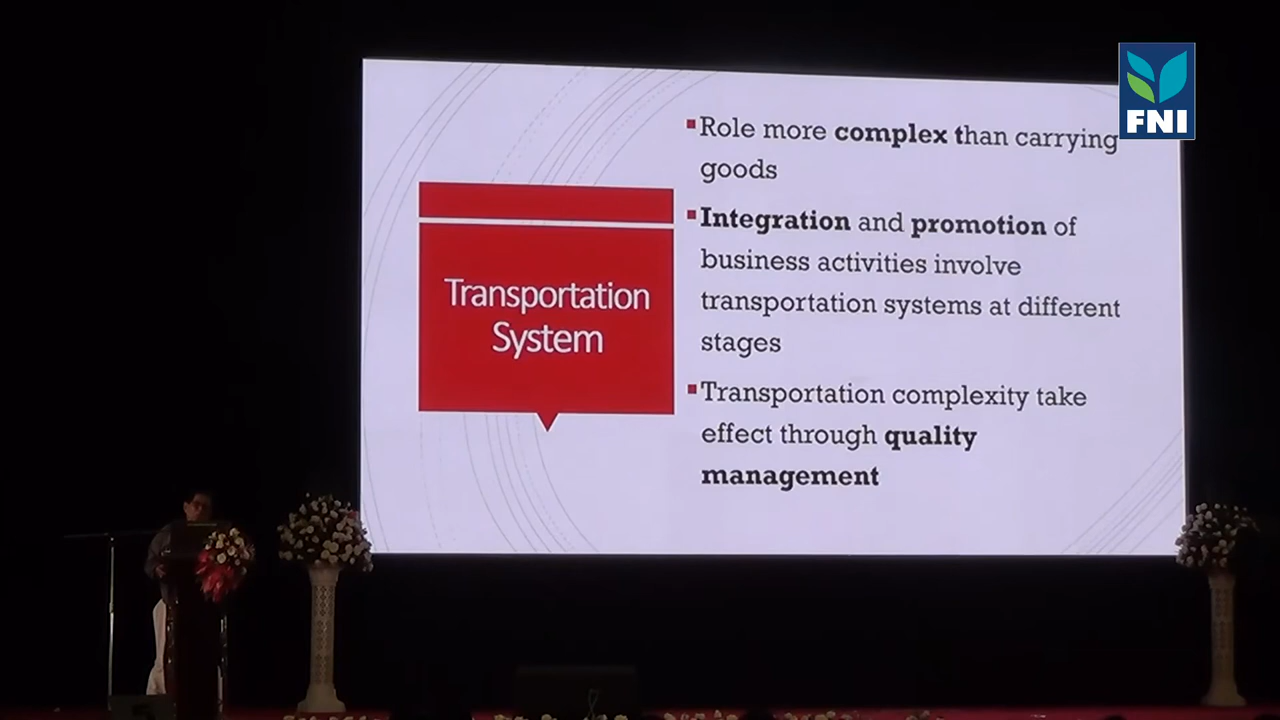 FNI
Transportation
System
Role more complex than carrying
goods
Integration and promotion of
business activities involve
transportation systems at different
stages
Transportation complexity take
effect through quality
management